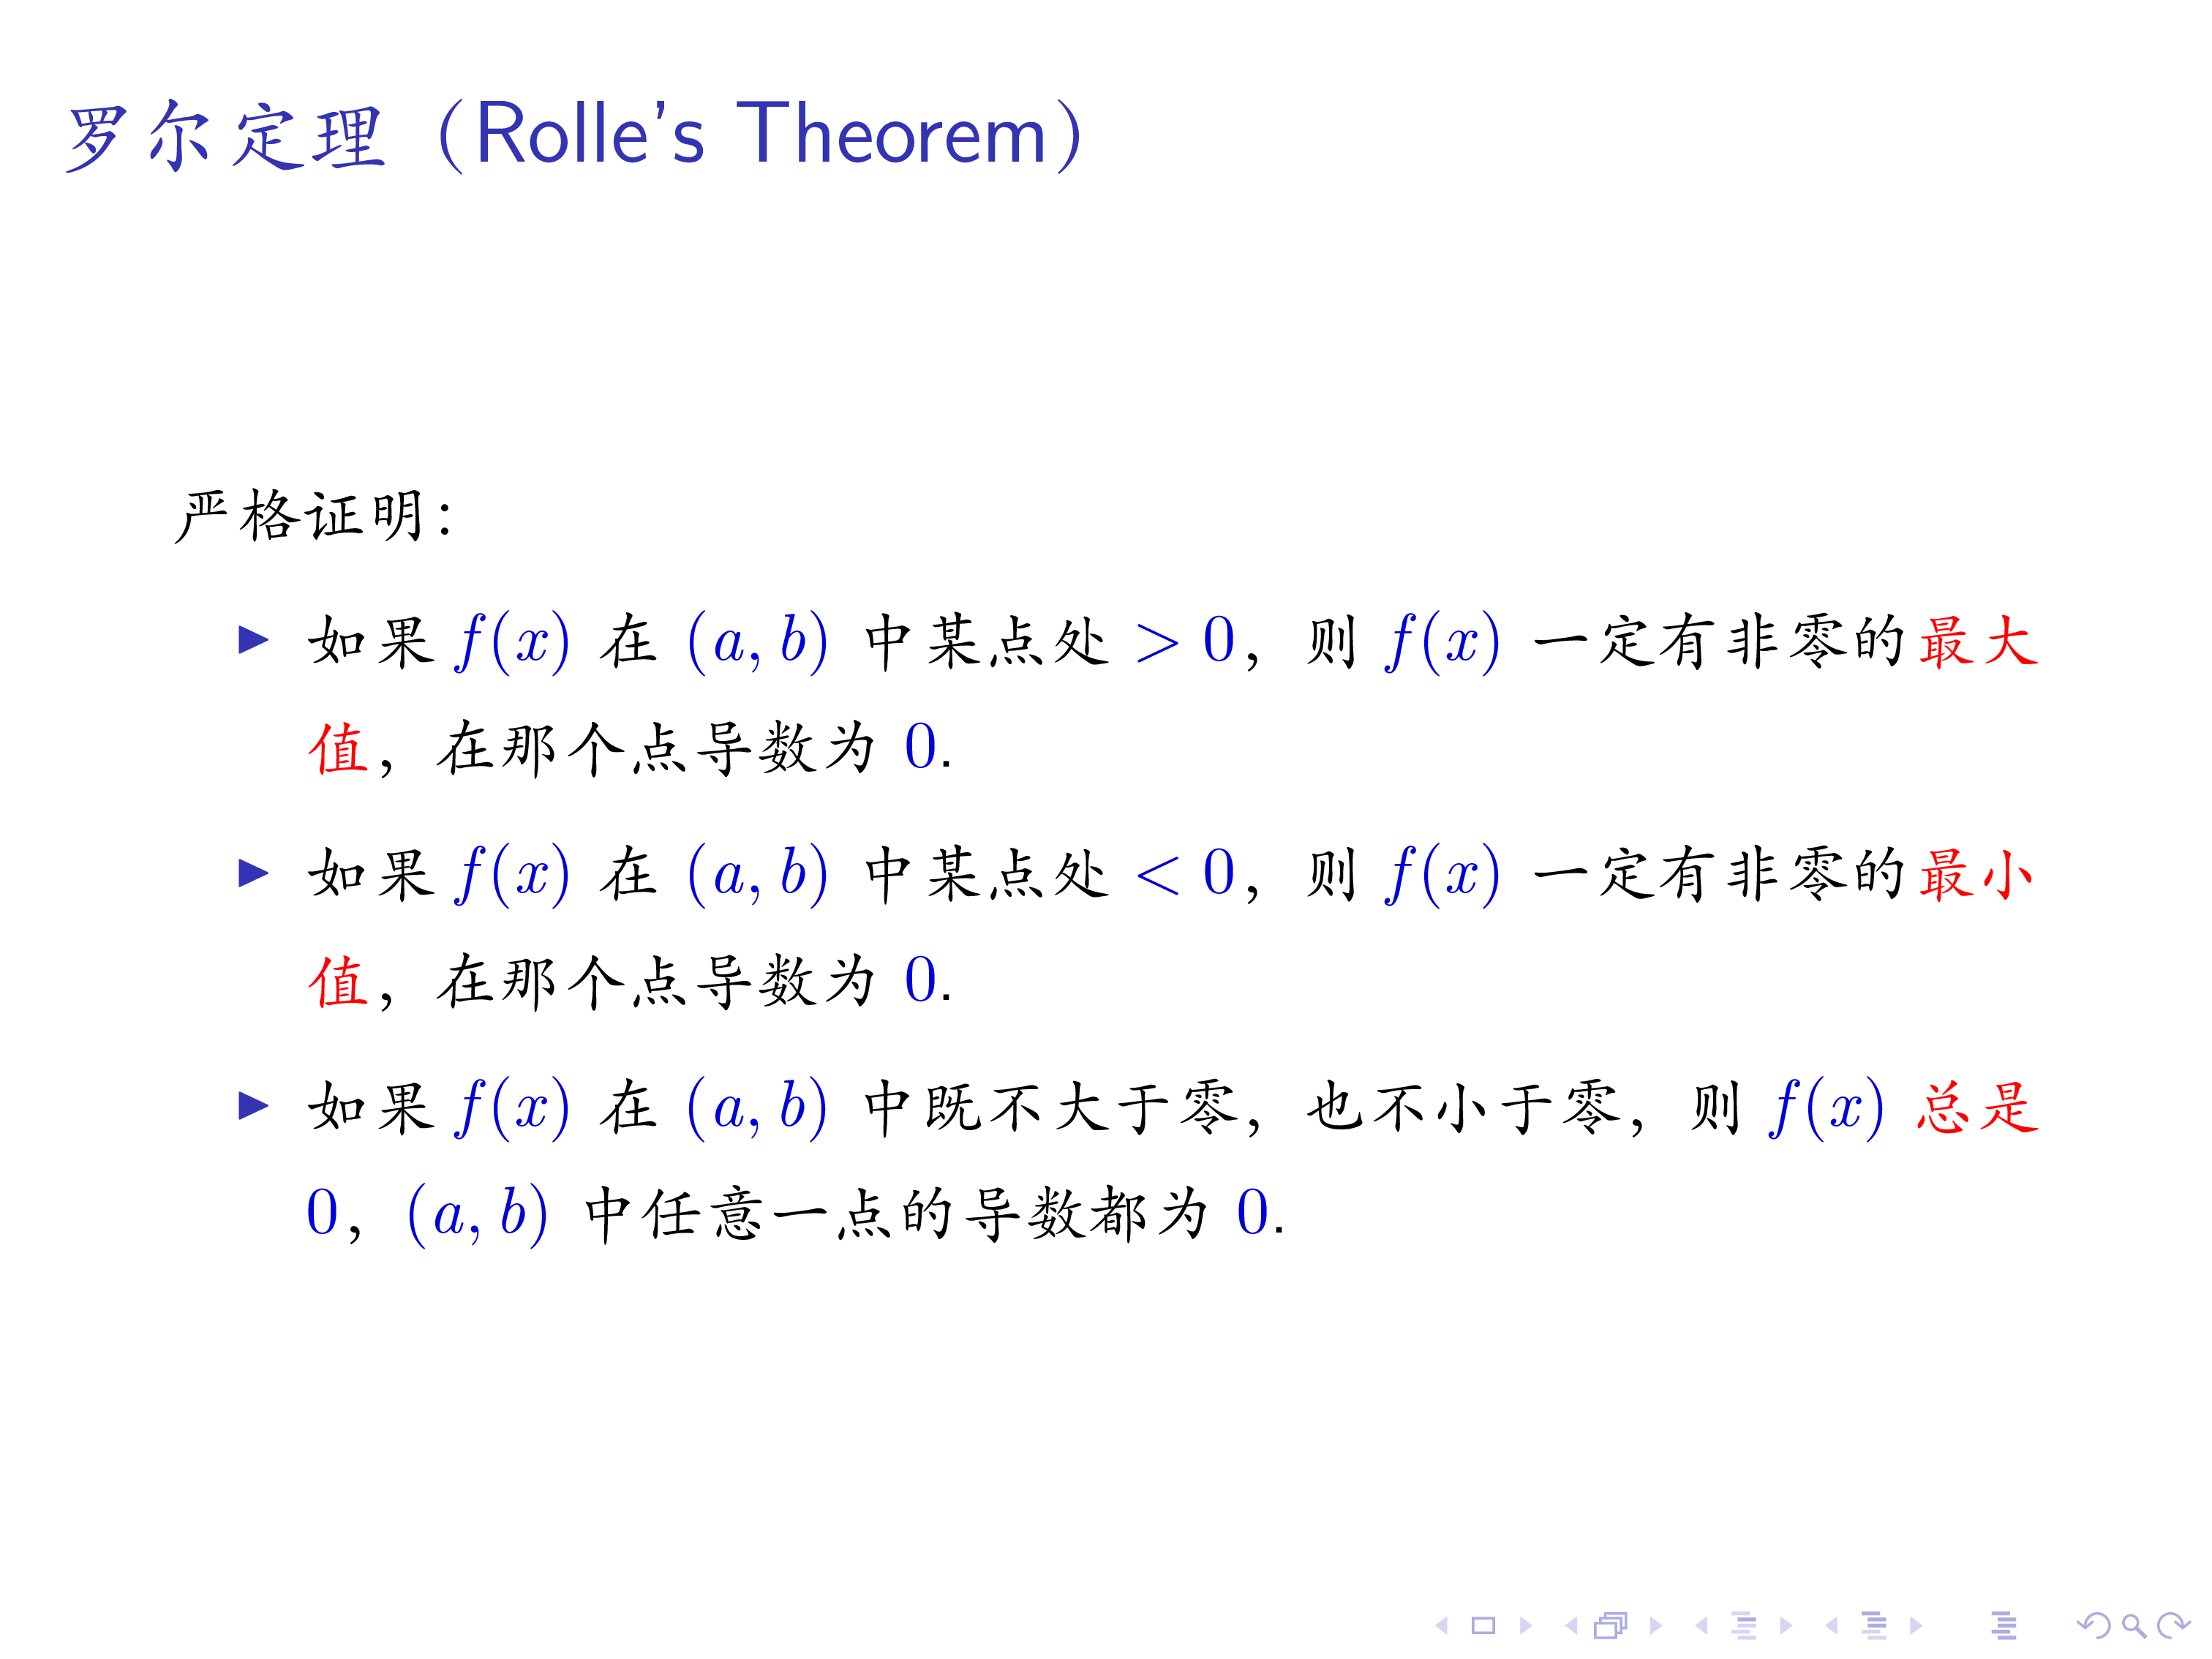 罗尔定理（Rolle's Theorem）
严格证明：
如果 f(x) 在 (a, b) 中某点处 > 0，则 f(x) 一定有非零的最大
值，在那个点导数为 0.
如果 f(x) 在 (a, b) 中某点处 < 0，则 f(x) 一定有非零的最小
值，在那个点导数为 0.
如果 f(x) 在 (a, b) 中既不大于零，也不小于零，则 f(x) 总是
0，(a, b) 中任意一点的导数都为 0.